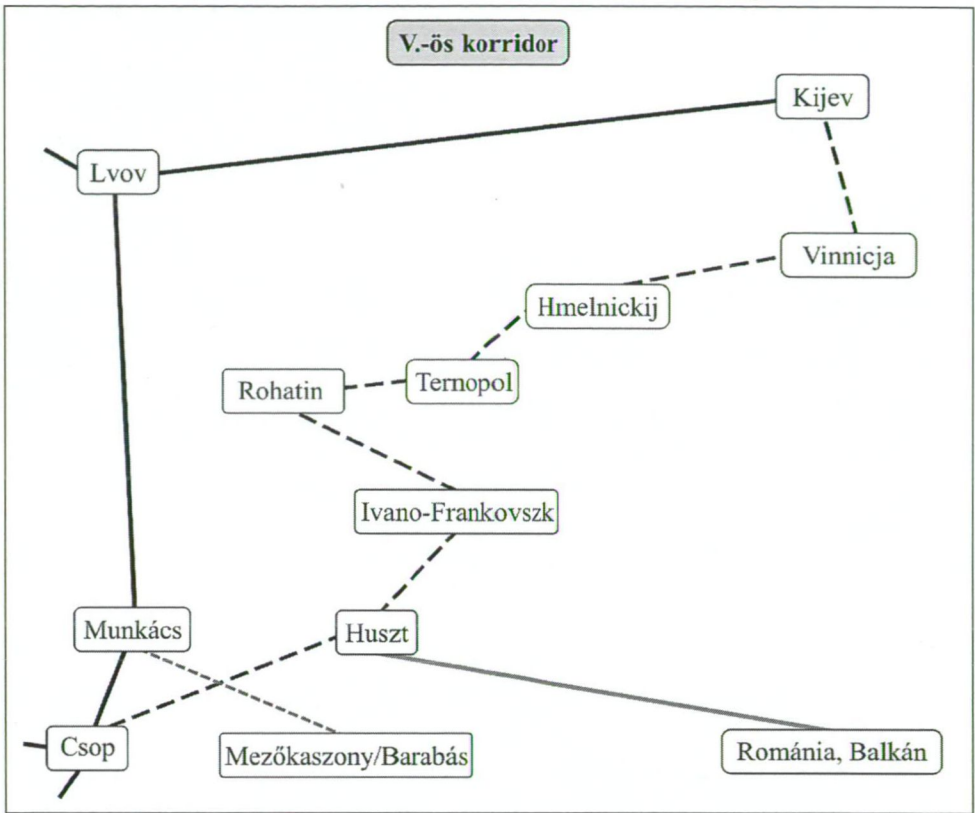 V.-ös korridor
Kijev
Lvov
Vinnicja
Hmelnickij
Ternopol
Rohatin
Ivano-Frankovszk
Munkács
Huszt
Csop
Mezőkaszony/Barabás
Románia, Balkán